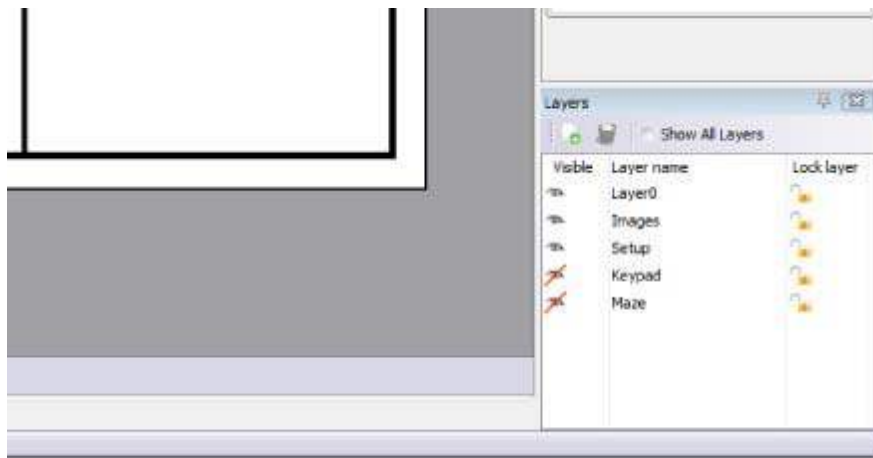 Layers
Show All Layers
Visible Layer name Lock layer
Layer0
Images
Setup
Keypad
Maze